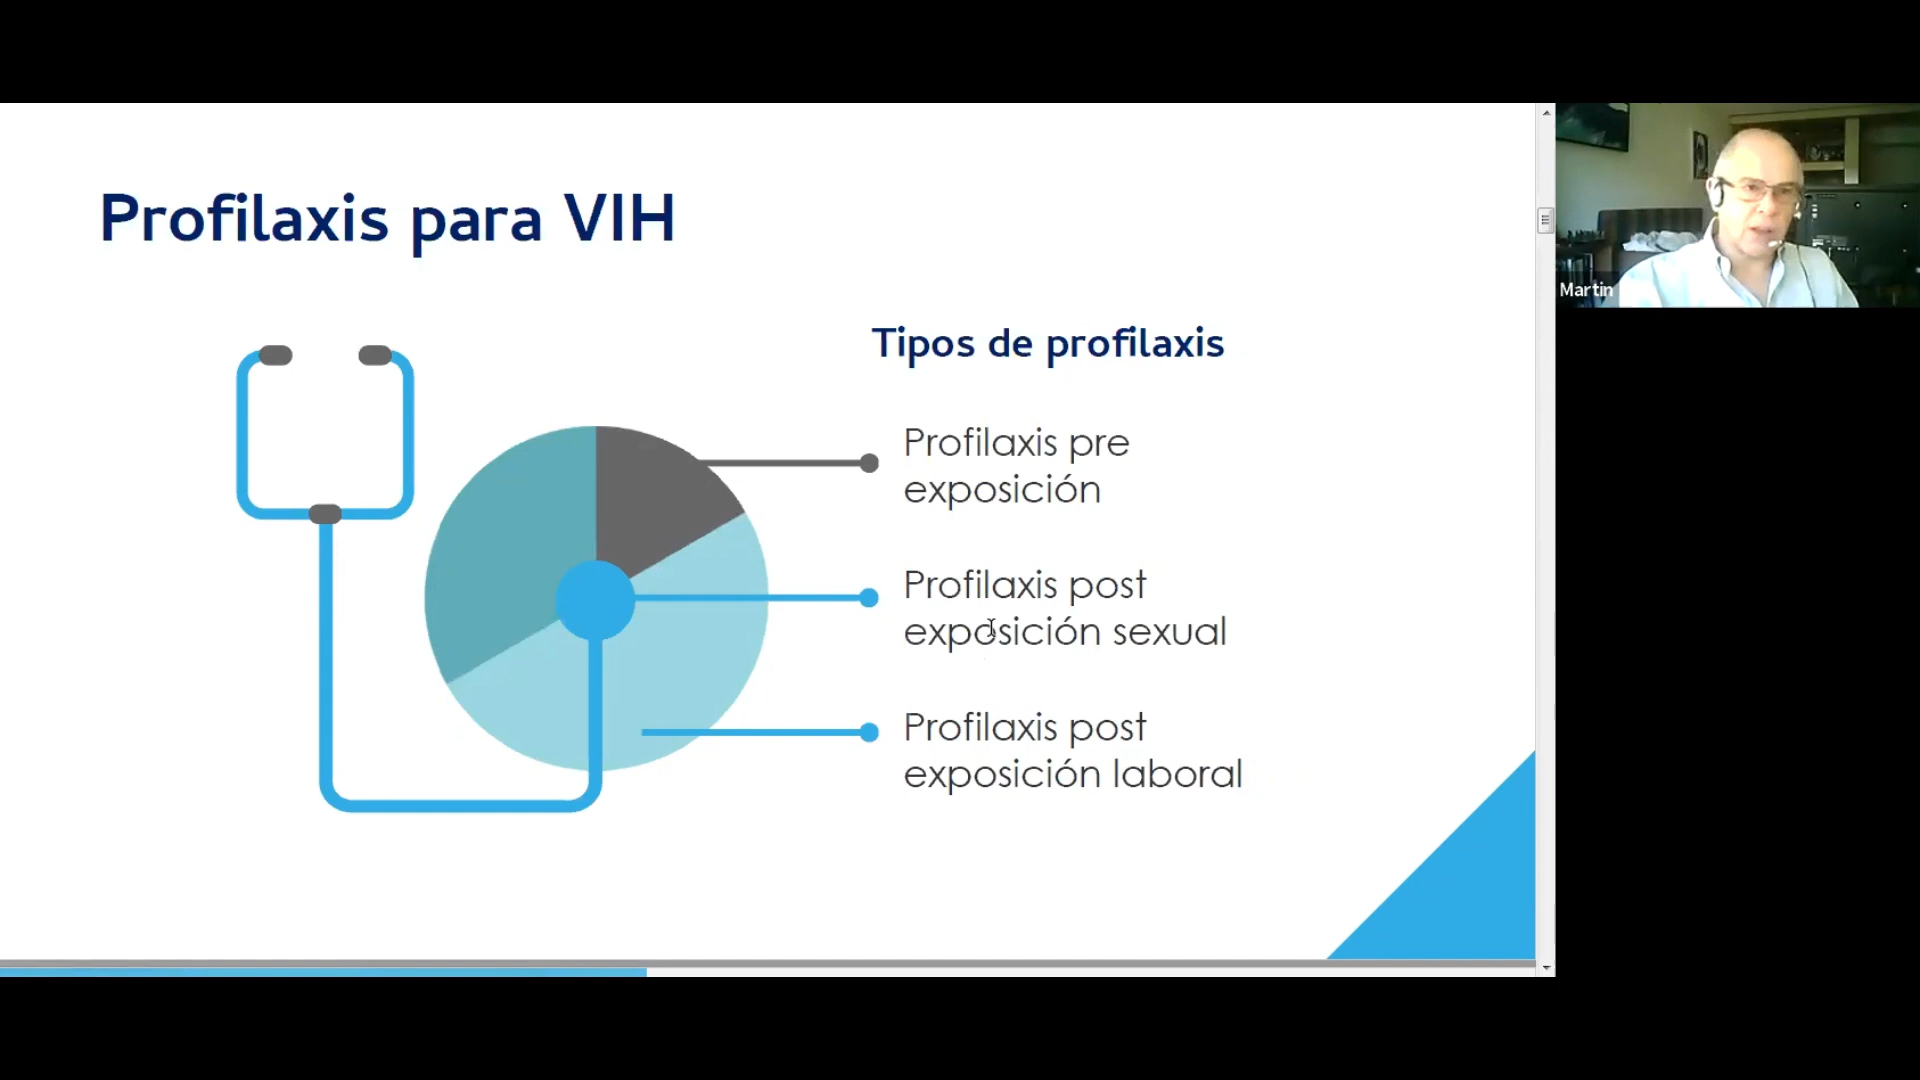 Profilaxis para VIH
Tipos de profilaxis
Profilaxis pre
exposición
Profilaxis post
exposición sexual
Profilaxis post
exposición laboral
Martin